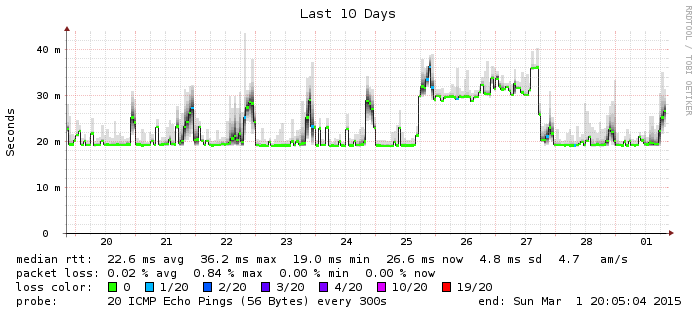 Last 10 Days
RRDTOOL / TOBI OETIKER
Seconds
40 m
30 m
20 m
10 m
0
20 21 22 23 24 25 26 27 28 01
median rtt: 22.6 ms avg 36.2 ms max 19.0 ms min 26.6 ms now 4.8 ms sd 4.7 am/s
packet loss: 0.02 % avg 0.84 % max 0.00 % min 0.00 % now
loss color: 0 1/20 2/20 3/20 4/20 10/20 19/20
probe: 20 ICMP Echo Pings (56 Bytes) every 300s end: Sun Mar 1 20:05:04 2015